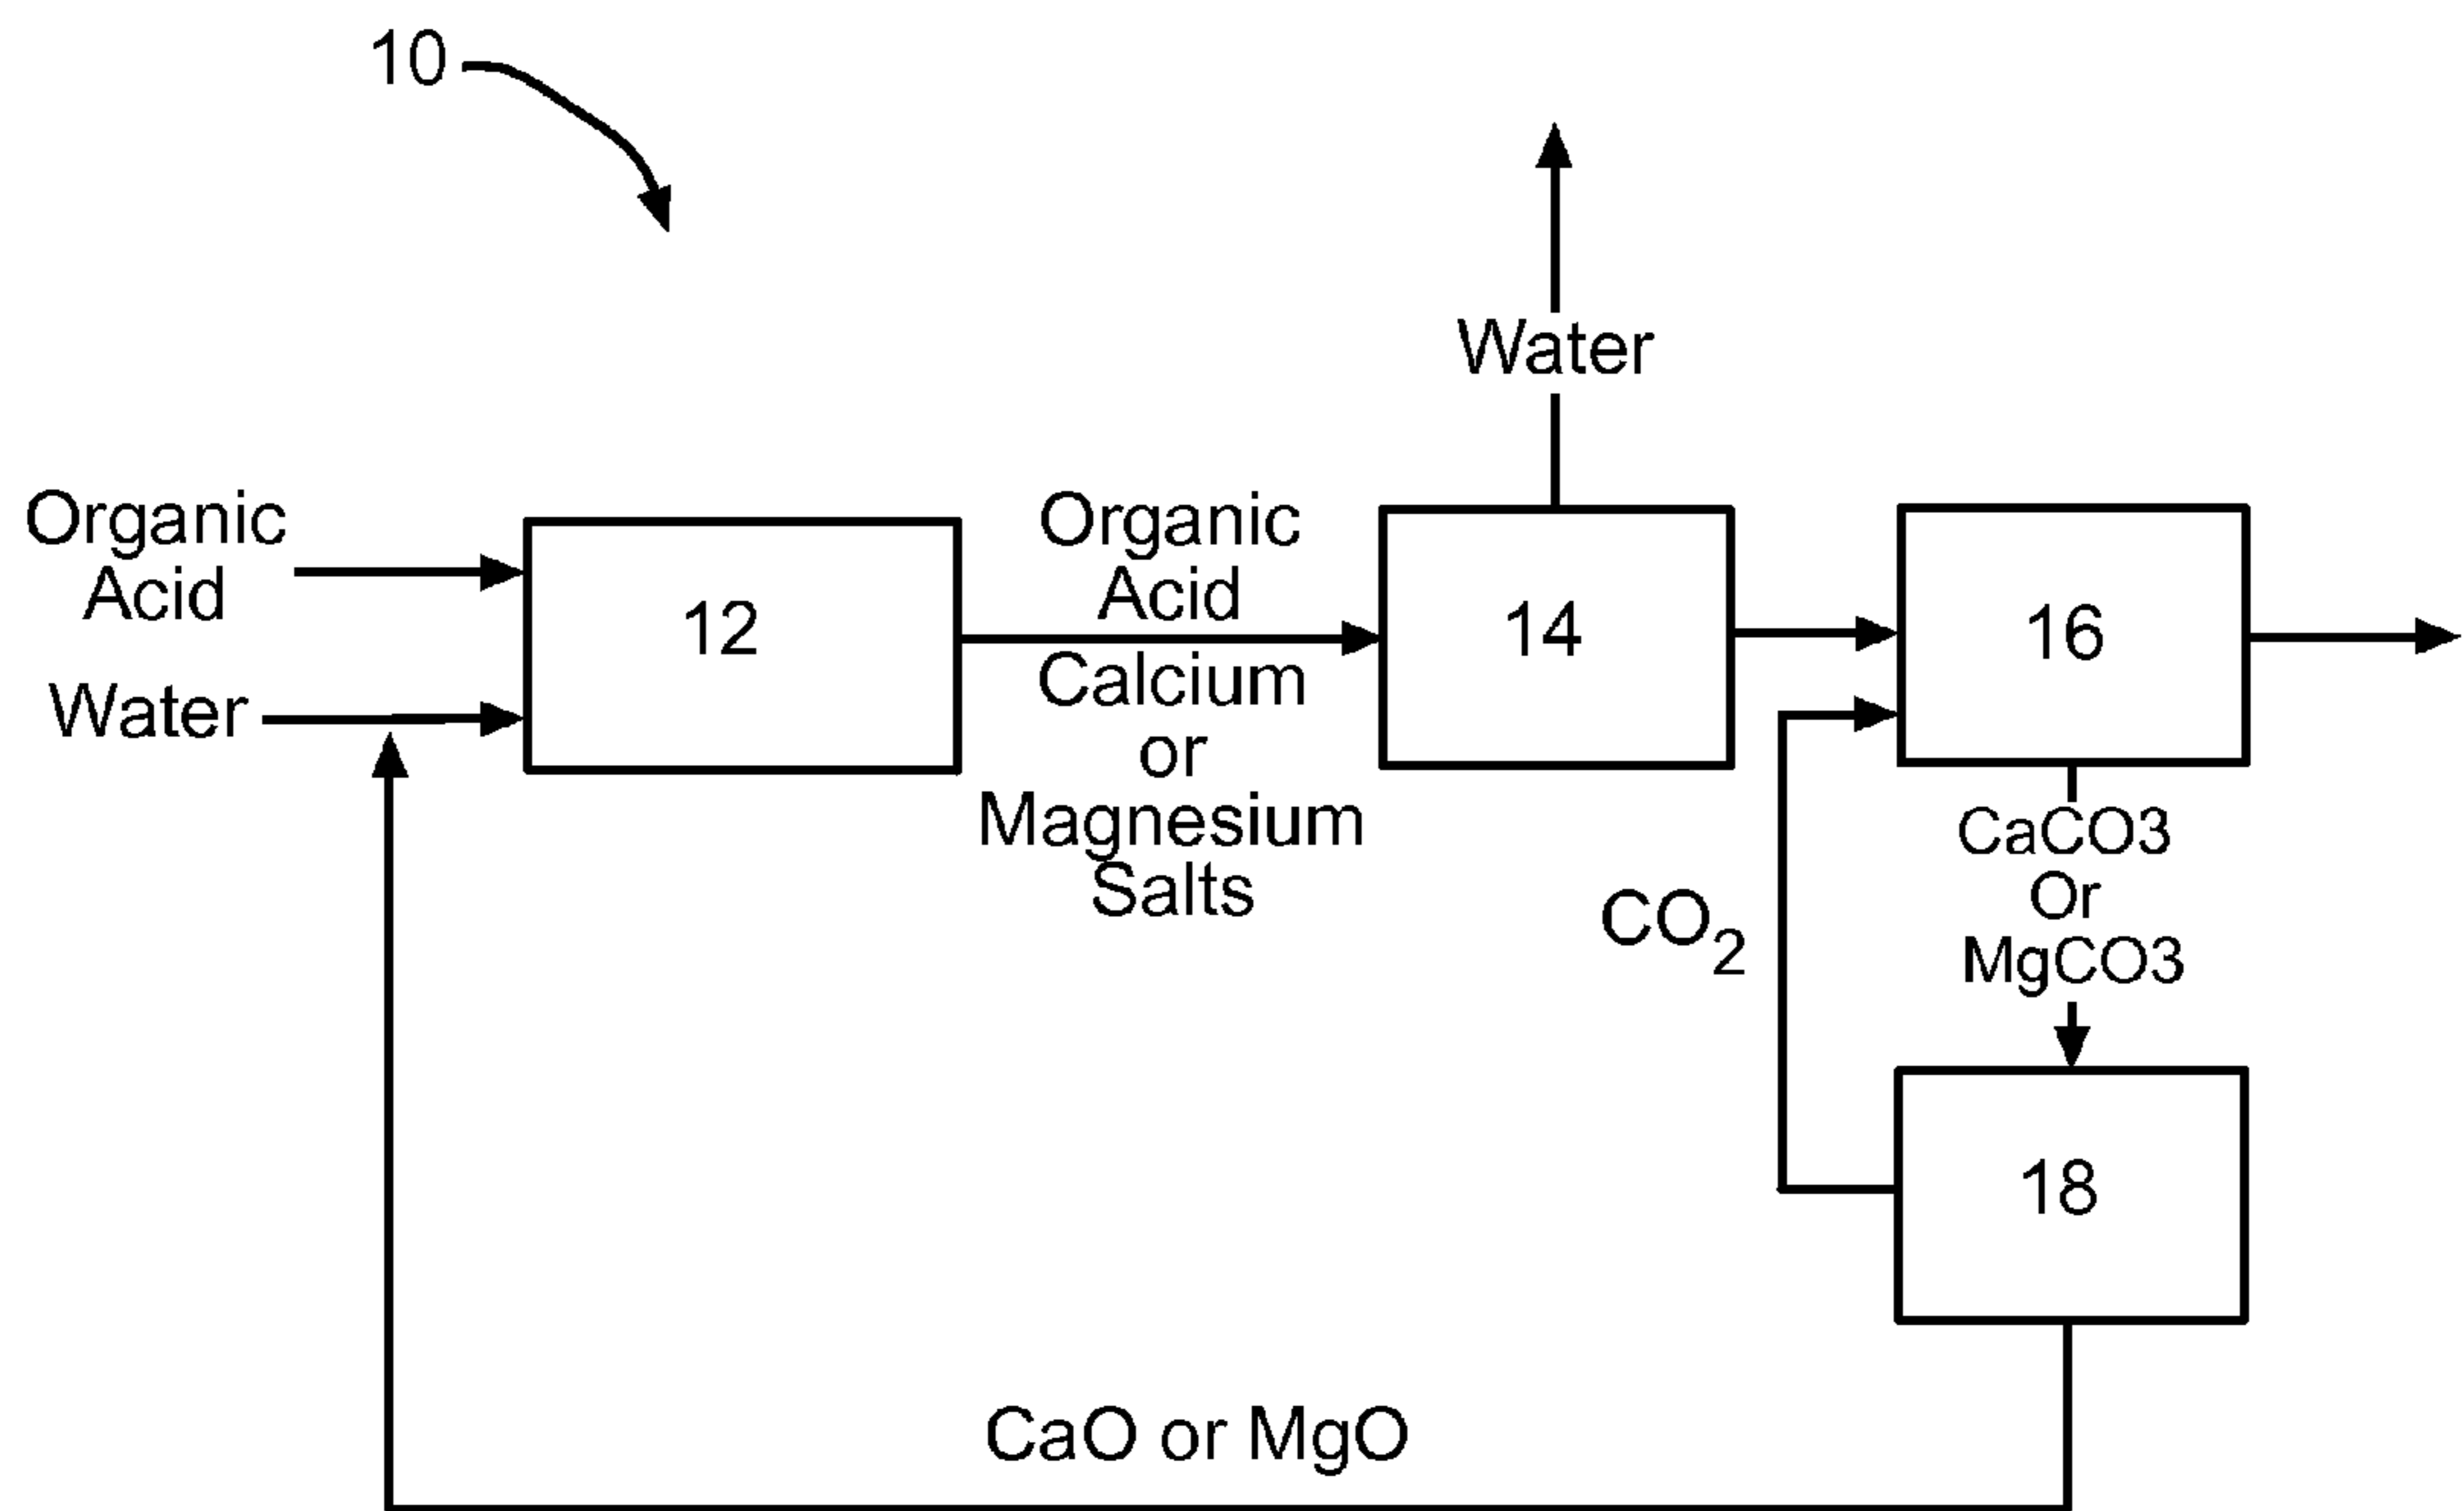 10
Water
Organic
Acid
Water
12
Organic
Acid
Calcium
or
Magnesium
Salts
14
16
CO₂
CaCO3
Or
MgCO3
18
CaO or MgO